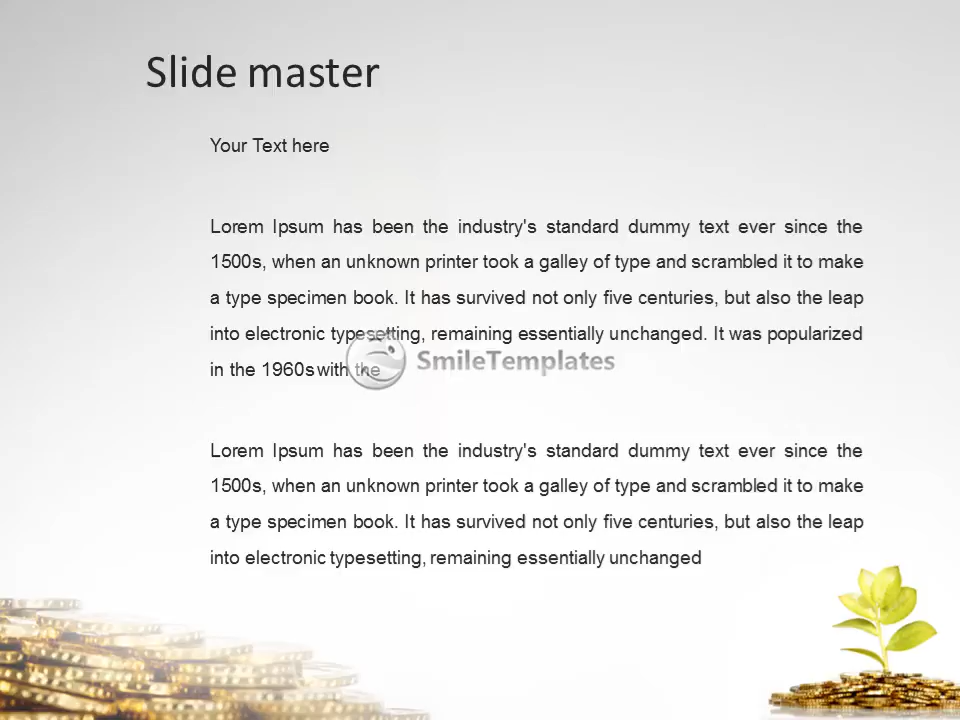 Slide master
Your Text here
Lorem Ipsum has been the industry's standard dummy text ever since the
1500s, when an unknown printer took a galley of type and scrambled it to make
a type specimen book. It has survived not only five centuries, but also the leap
into electronic typesetting, remaining essentially unchanged. It was popularized
in the 1960s with the
SmileTemplates
Lorem Ipsum has been the industry's standard dummy text ever since the
1500s, when an unknown printer took a galley of type and scrambled it to make
a type specimen book. It has survived not only five centuries, but also the leap
into electronic typesetting, remaining essentially unchanged